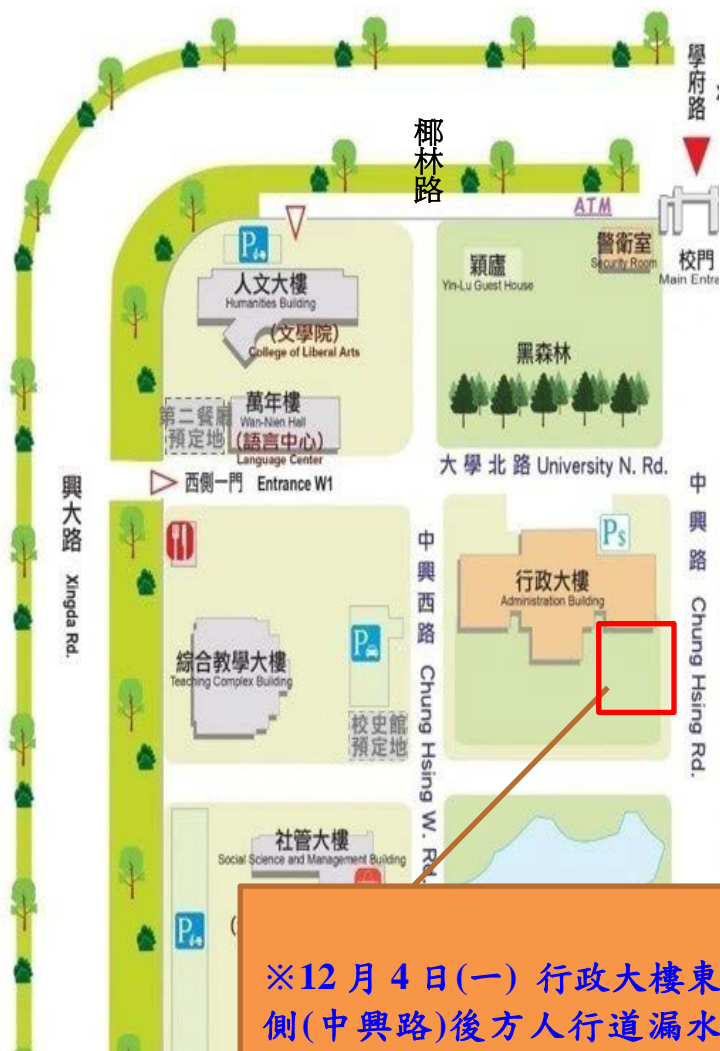 學府路
椰林路
ATM
P
人文大樓
Humanities Building
(文學院)
College of Liberal Arts
穎廬
Yin-Lu Guest House
警衛室
Security Room
校門
Main Entra
黑森林
第二餐廳
預定地
萬年樓
Wan-Nien Hall
(語言中心)
Language Center
大學北路 University N. Rd.
西側一門 Entrance W1
興大路 Xingda Rd.
中興西路 Chung Hsing W. Rd.
中興路 Chung Hsing Rd.
PS
行政大樓
Administration Building
綜合教學大樓
Teaching Complex Building
P
校史館
預定地
社管大樓
Social Science and Management Building
P
(
※12月4日(一) 行政大樓東
側(中興路)後方人行道漏水